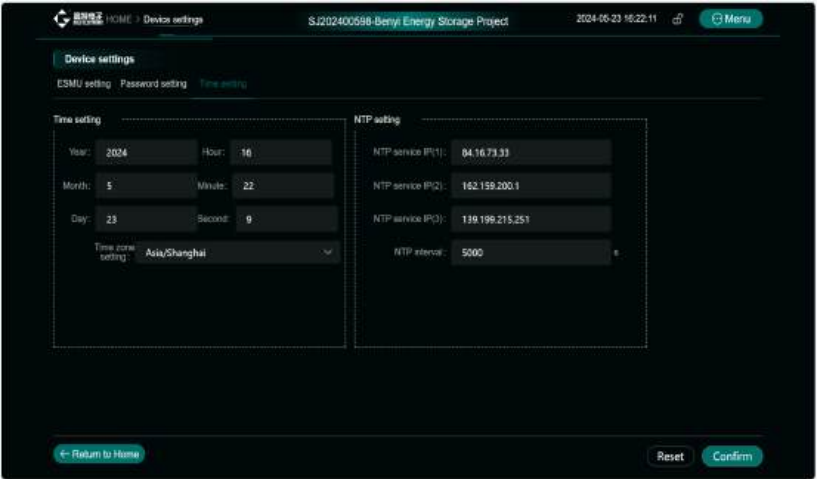 HOME > Device settings
SJ202400598-Benyi Energy Storage Project
2024-05-23 16:22:11
Menu
Device settings
ESMU setting Password setting Time setting
Time setting
Year: 2024 Hour: 16
Month: 5 Minute: 22
Day: 23 Second: 9
Time zone setting: Asia/Shanghai
NTP setting
NTP service IP(1): 84.16.73.33
NTP service IP(2): 162.159.200.1
NTP service IP(3): 139.199.215.251
NTP interval: 5000 s
← Return to Home
Reset Confirm